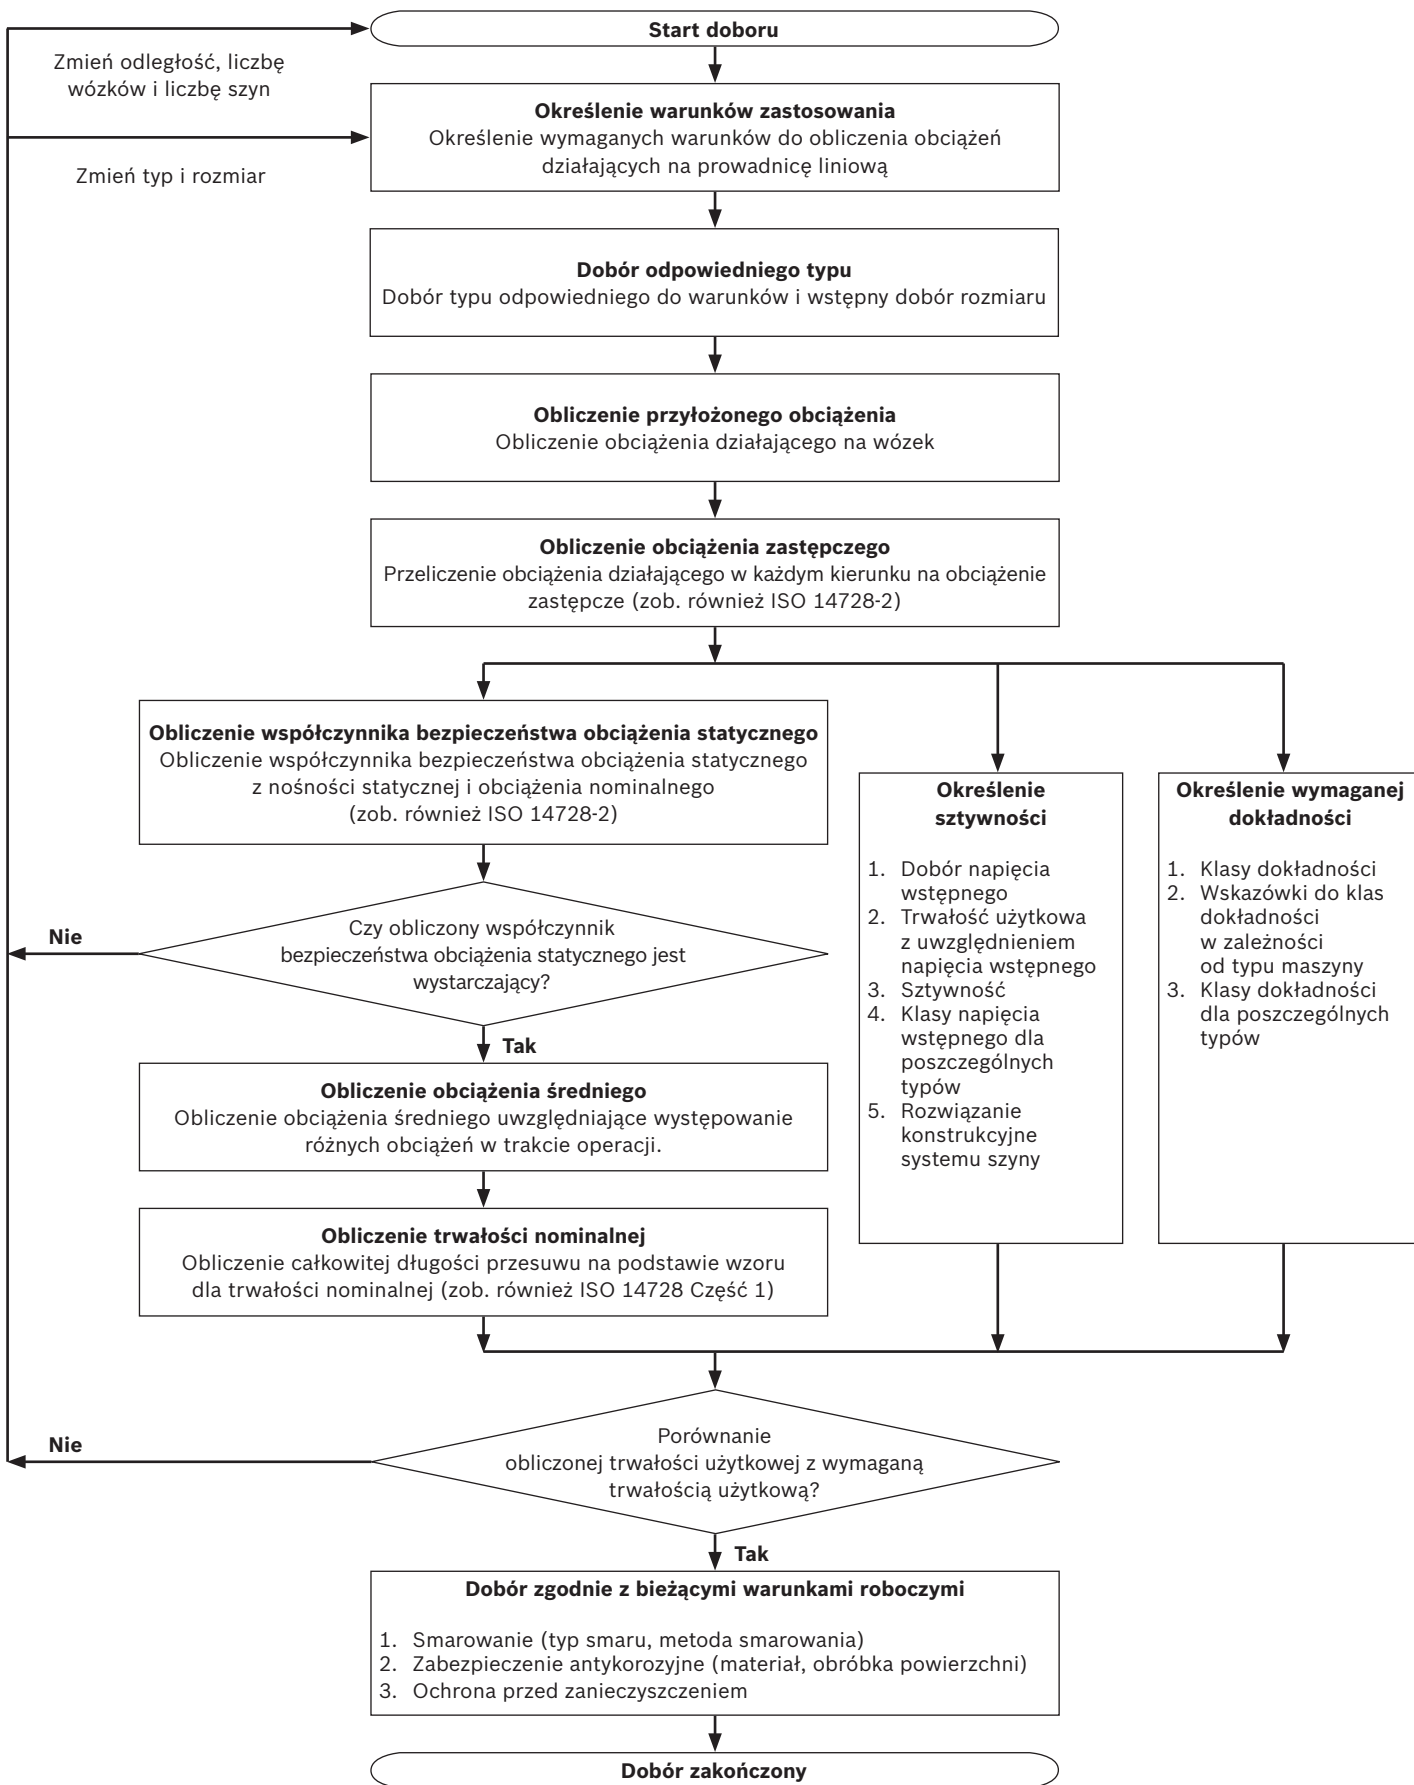 Start doboru
Zmień odległość, liczbę
wózków i liczbę szyn
Określenie warunków zastosowania
Określenie wymaganych warunków do obliczenia obciążeń
działających na prowadnicę liniową
Zmień typ i rozmiar
Dobór odpowiedniego typu
Dobór typu odpowiedniego do warunków i wstępny dobór rozmiaru
Obliczenie przyłożonego obciążenia
Obliczenie obciążenia działającego na wózek
Obliczenie obciążenia zastępczego
Przeliczenie obciążenia działającego w każdym kierunku na obciążenie
zastępcze (zob. również ISO 14728-2)
Obliczenie współczynnika bezpieczeństwa obciążenia statycznego
Obliczenie współczynnika bezpieczeństwa obciążenia statycznego
z nośności statycznej i obciążenia nominalnego
(zob. również ISO 14728-2)
Nie
Czy obliczony współczynnik
bezpieczeństwa obciążenia statycznego jest
wystarczający?
Tak
Obliczenie obciążenia średniego
Obliczenie obciążenia średniego uwzględniające występowanie
różnych obciążeń w trakcie operacji.
Obliczenie trwałości nominalnej
Obliczenie całkowitej długości przesuwu na podstawie wzoru
dla trwałości nominalnej (zob. również ISO 14728 Część 1)
Określenie
sztywności
1. Dobór napięcia
wstępnego
2. Trwałość użytkowa
z uwzględnieniem
napięcia wstępnego
3. Sztywność
4. Klasy napięcia
wstępnego dla
poszczególnych
typów
5. Rozwiązanie
konstrukcyjne
systemu szyny
Określenie wymaganej
dokładności
1. Klasy dokładności
2. Wskazówki do klas
dokładności
w zależności
od typu maszyny
3. Klasy dokładności
dla poszczególnych
typów
Nie
Porównanie
obliczonej trwałości użytkowej z wymaganą
trwałością użytkową?
Tak
Dobór zgodnie z bieżącymi warunkami roboczymi
1. Smarowanie (typ smaru, metoda smarowania)
2. Zabezpieczenie antykorozyjne (materiał, obróbka powierzchni)
3. Ochrona przed zanieczyszczeniem
Dobór zakończony